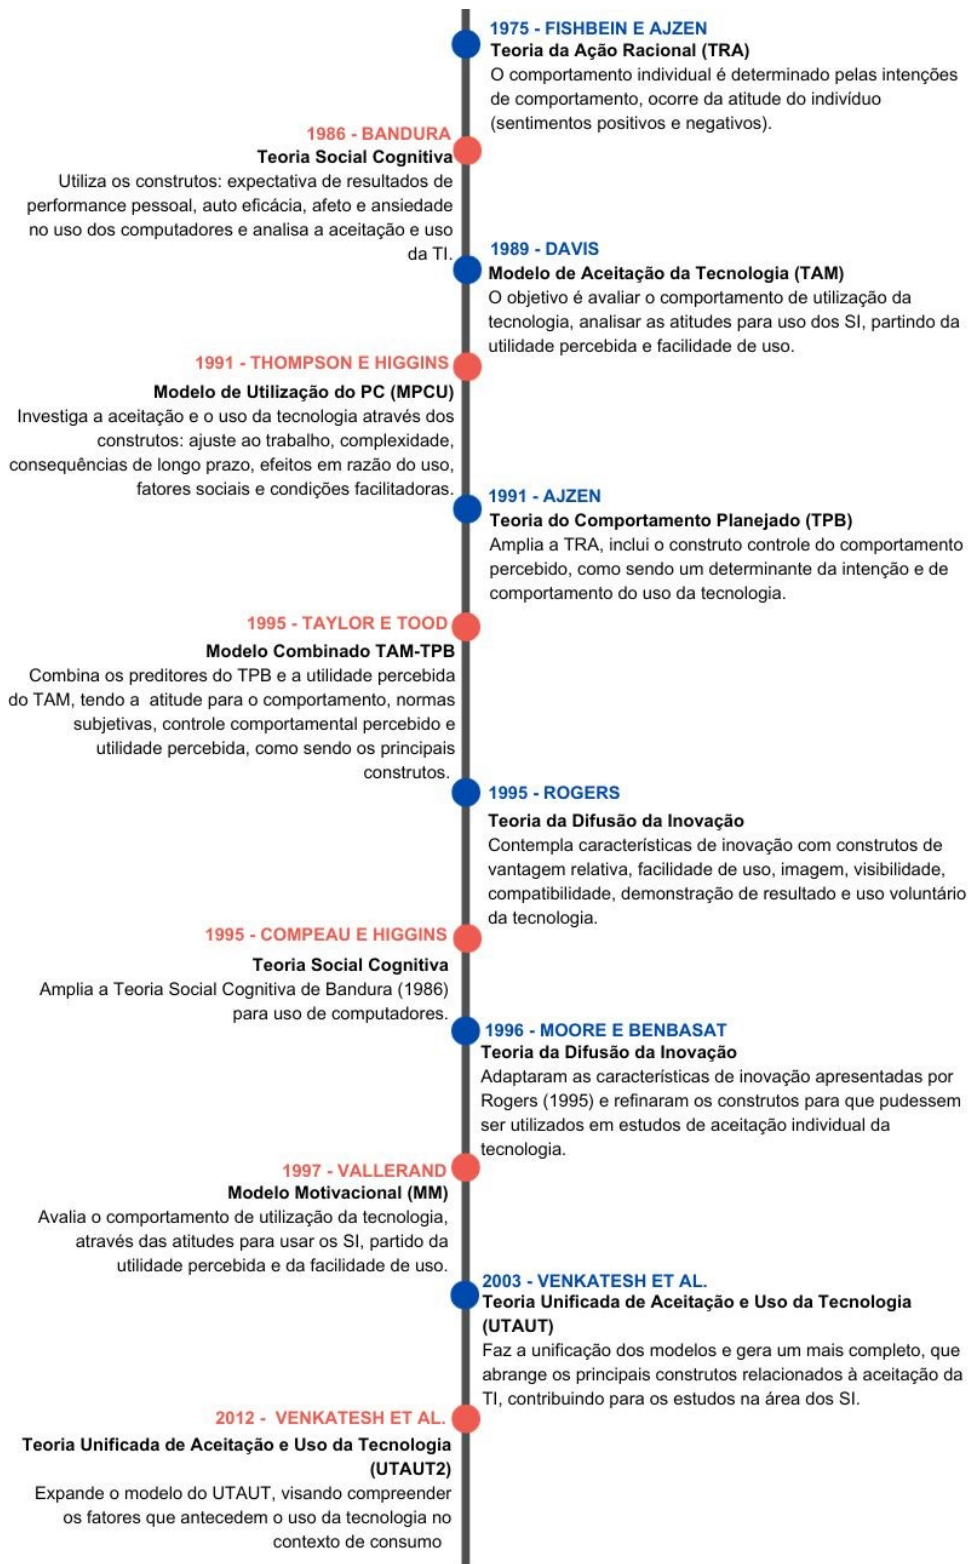 1975 - FISHBEIN E AJZEN
Teoria da Ação Racional (TRA)
O comportamento individual é determinado pelas intenções
de comportamento, ocorre da atitude do indivíduo
(sentimentos positivos e negativos).
1986 - BANDURA
Teoria Social Cognitiva
Utiliza os construtos: expectativa de resultados de
performance pessoal, auto eficácia, afeto e ansiedade
no uso dos computadores e analisa a aceitação e uso
da TI.
1989 - DAVIS
Modelo de Aceitação da Tecnologia (TAM)
O objetivo é avaliar o comportamento de utilização da
tecnologia, analisar as atitudes para uso dos SI, partindo da
utilidade percebida e facilidade de uso.
1991 - THOMPSON E HIGGINS
Modelo de Utilização do PC (MPCU)
Investiga a aceitação e o uso da tecnologia através dos
construtos: ajuste ao trabalho, complexidade,
consequências de longo prazo, efeitos em razão do uso,
fatores sociais e condições facilitadoras.
1991 - AJZEN
Teoria do Comportamento Planejado (TPB)
Amplia a TRA, inclui o construto controle do comportamento
percebido, como sendo um determinante da intenção e de
comportamento do uso da tecnologia.
1995 - TAYLOR E TOOD
Modelo Combinado TAM-TPB
Combina os preditores do TPB e a utilidade percebida
do TAM, tendo a atitude para o comportamento, normas
subjetivas, controle comportamental percebido e
utilidade percebida, como sendo os principais
construtos.
1995 - ROGERS
Teoria da Difusão da Inovação
Contempla características de inovação com construtos de
vantagem relativa, facilidade de uso, imagem, visibilidade,
compatibilidade, demonstração de resultado e uso voluntário
da tecnologia.
1995 - COMPEAU E HIGGINS
Teoria Social Cognitiva
Amplia a Teoria Social Cognitiva de Bandura (1986)
para uso de computadores.
1996 - MOORE E BENBASAT
Teoria da Difusão da Inovação
Adaptaram as características de inovação apresentadas por
Rogers (1995) e refinaram os construtos para que pudessem
ser utilizados em estudos de aceitação individual da
tecnologia.
1997 - VALLERAND
Modelo Motivacional (MM)
Avalia o comportamento de utilização da tecnologia,
através das atitudes para usar os SI, partido da
utilidade percebida e da facilidade de uso.
2003 - VENKATESH ET AL.
Teoria Unificada de Aceitação e Uso da Tecnologia
(UTAUT)
Faz a unificação dos modelos e gera um mais completo, que
abrange os principais construtos relacionados à aceitação da
TI, contribuindo para os estudos na área dos SI.
2012 - VENKATESH ET AL.
Teoria Unificada de Aceitação e Uso da Tecnologia
(UTAUT2)
Expande o modelo do UTAUT, visando compreender
os fatores que antecedem o uso da tecnologia no
contexto de consumo